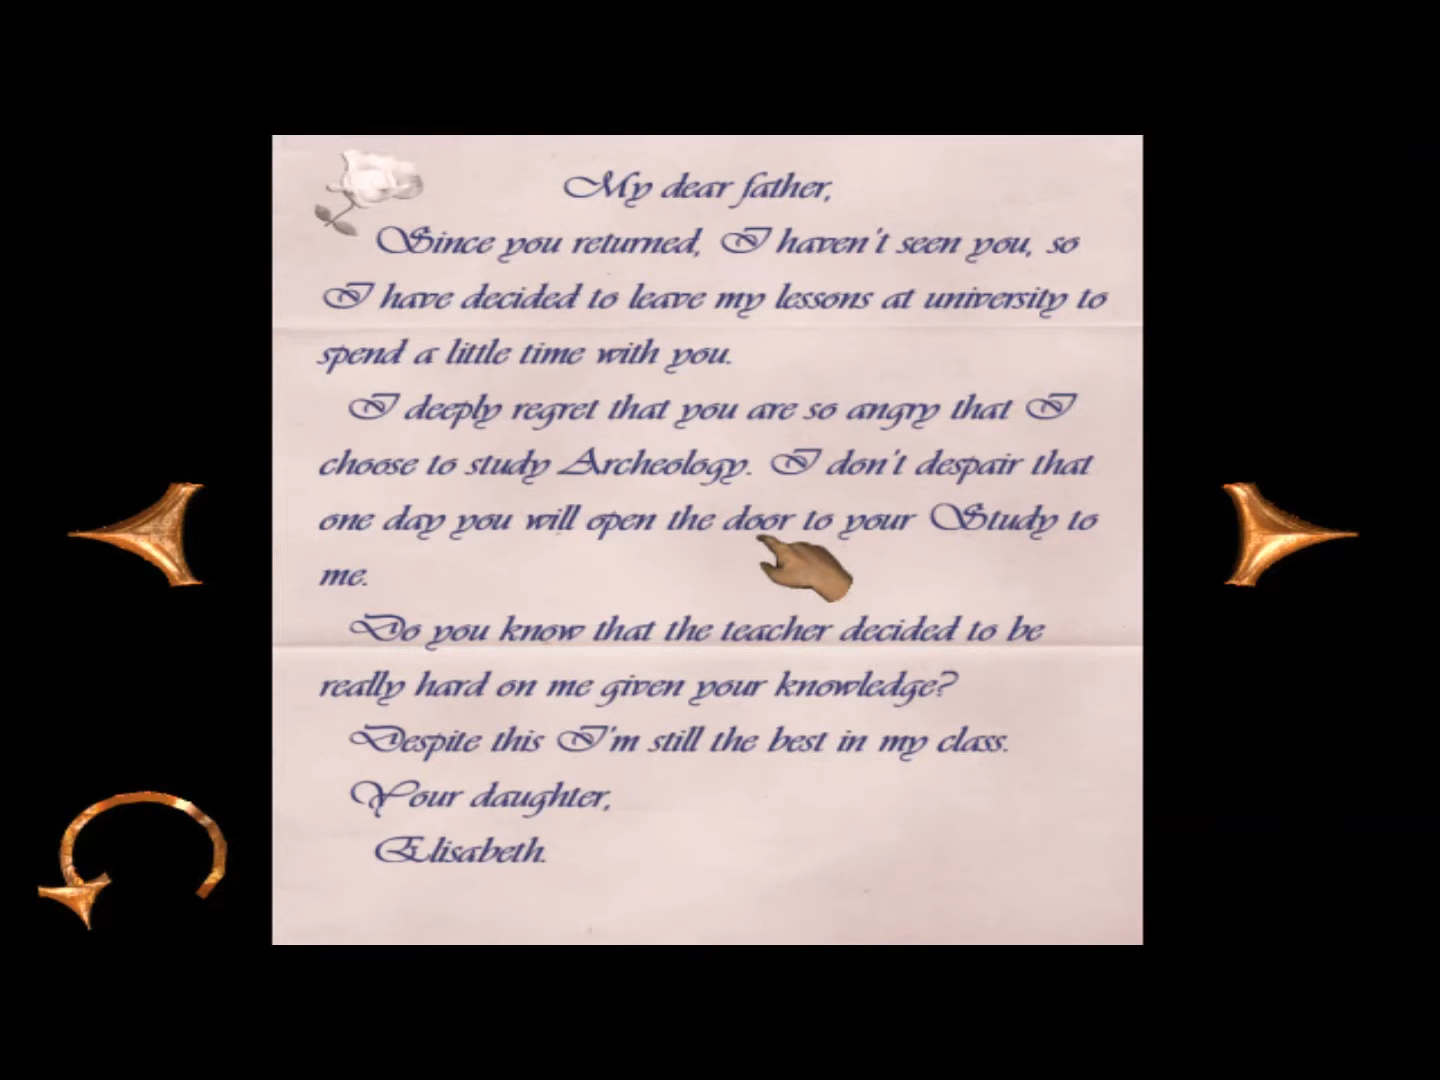 My dear father,
Since you returned, I haven't seen you, so
I have decided to leave my lessons at university to
spend a little time with you.
I deeply regret that you are so angry that I
choose to study Archeology. I don't despair that
one day you will open the door to your Study to
me.
Do you know that the teacher decided to be
really hard on me given your knowledge?
Despite this I'm still the best in my class.
Your daughter,
Elisabeth.